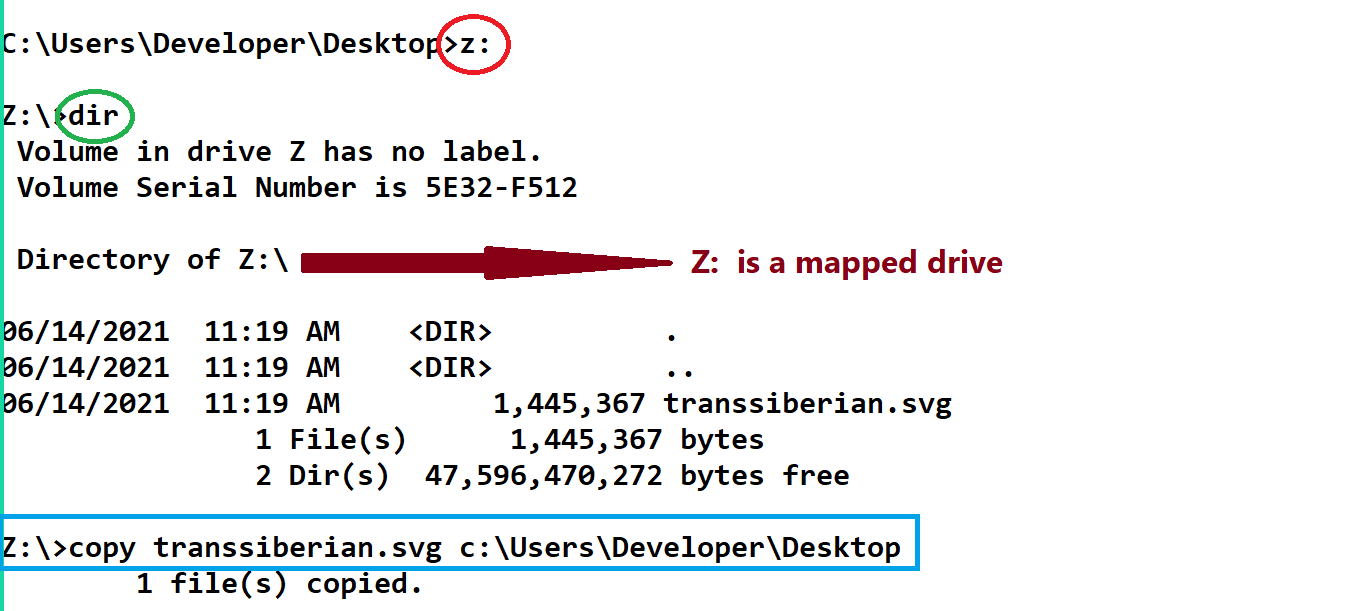 C:\Users\Developer\Desktop>z:
Z:\>dir
Volume in drive Z has no label.
Volume Serial Number is 5E32-F512
Directory of Z:\ Z: is a mapped drive
06/14/2021 11:19 AM <DIR> .
06/14/2021 11:19 AM <DIR> ..
06/14/2021 11:19 AM 1,445,367 transsiberian.svg
1 File(s) 1,445,367 bytes
2 Dir(s) 47,596,470,272 bytes free
Z:\>copy transsiberian.svg c:\Users\Developer\Desktop
1 file(s) copied.